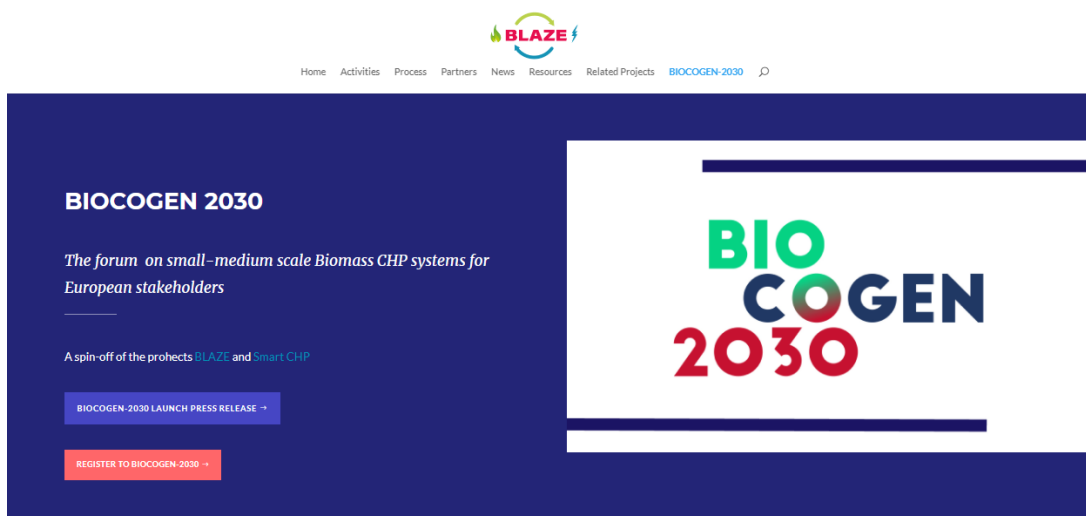 BLAZE
Home Activities Process Partners News Resources Related Projects BIOCOGEN-2030
BIOCOGEN 2030
The forum on small-medium scale Biomass CHP systems for
European stakeholders
A spin-off of the prohects BLAZE and Smart CHP
BIOCOGEN-2030 LAUNCH PRESS RELEASE →
REGISTER TO BIOCOGEN-2030 →
BIO
COGEN
2030